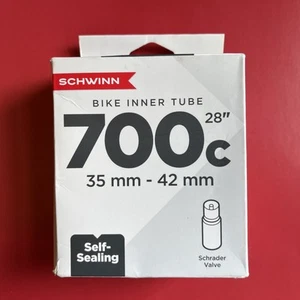 SCHWINN
BIKE INNER TUBE
700c 28"
35 mm - 42 mm
Self-
Sealing
Schrader
Valve